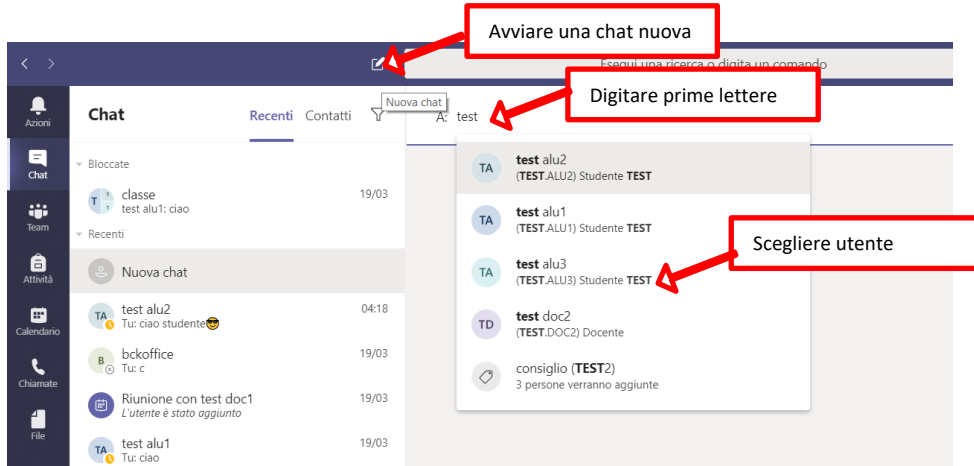 Avviare una chat nuova
Esegui una ricerca o digita un comando
Nuova chat
Digitare prime lettere
Azioni
Chat
Team
Attività
Calendario
Chiamate
File
Chat
Recenti Contatti
Bloccate
T
classe 19/03
test alu1: ciao
Recenti
Nuova chat
TA
test alu2 04:18
Tu: ciao studente😎
B
bckoffice 19/03
Tu: c
Riunione con test doc1 19/03
L'utente è stato aggiunto
TA
test alu1 19/03
Tu: ciao
A: test
TA
test alu2
(TEST.ALU2) Studente TEST
TA
test alu1
(TEST.ALU1) Studente TEST
TA
test alu3
(TEST.ALU3) Studente TEST
TD
test doc2
(TEST.DOC2) Docente
consiglio (TEST2)
3 persone verranno aggiunte
Scegliere utente